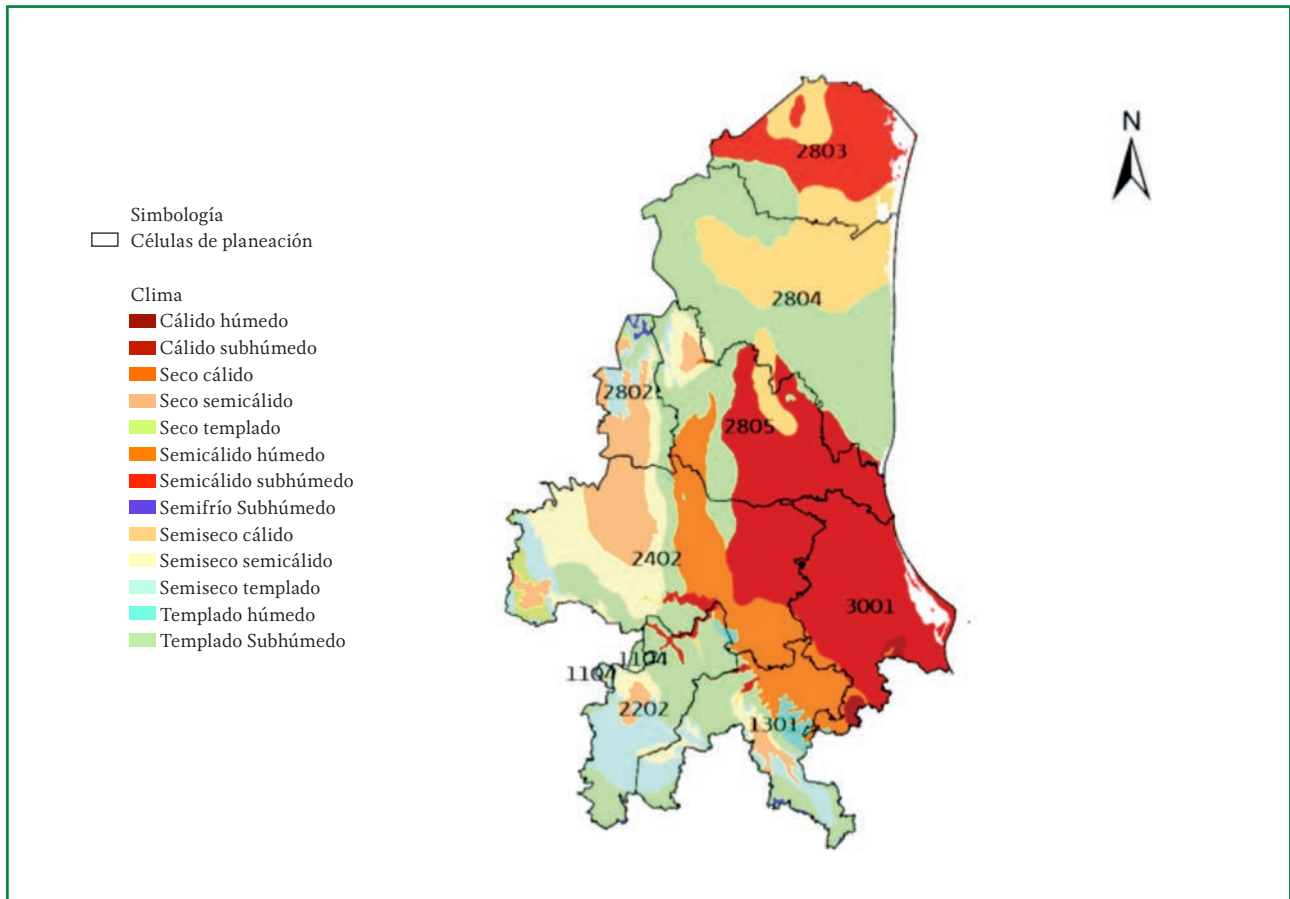 N
Simbología
Células de planeación
Clima
Cálido húmedo
Cálido subhúmedo
Seco cálido
Seco semicálido
Seco templado
Semicálido húmedo
Semicálido subhúmedo
Semifrío Subhúmedo
Semiseco cálido
Semiseco semicálido
Semiseco templado
Templado húmedo
Templado Subhúmedo
2803
2804
2802
2805
2402
3001
1104
1104
2202
1301